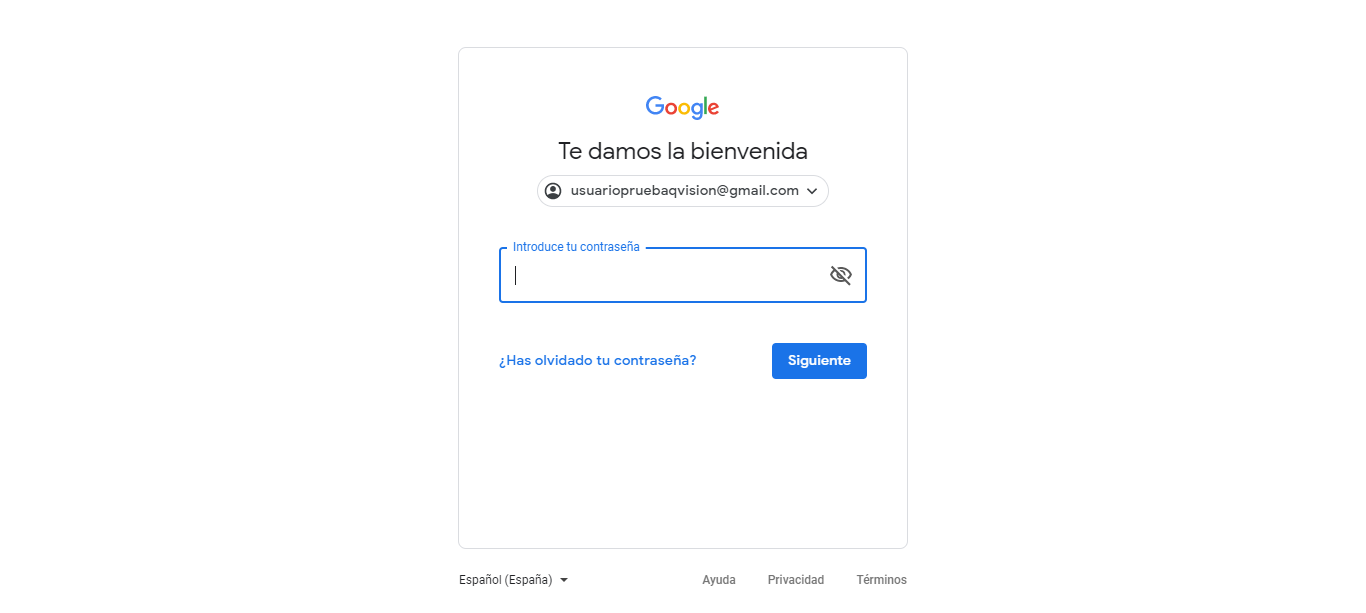 Google
Te damos la bienvenida
usuariopruebaqvision@gmail.com
Introduce tu contraseña
¿Has olvidado tu contraseña? Siguiente
Español (España) Ayuda Privacidad Términos